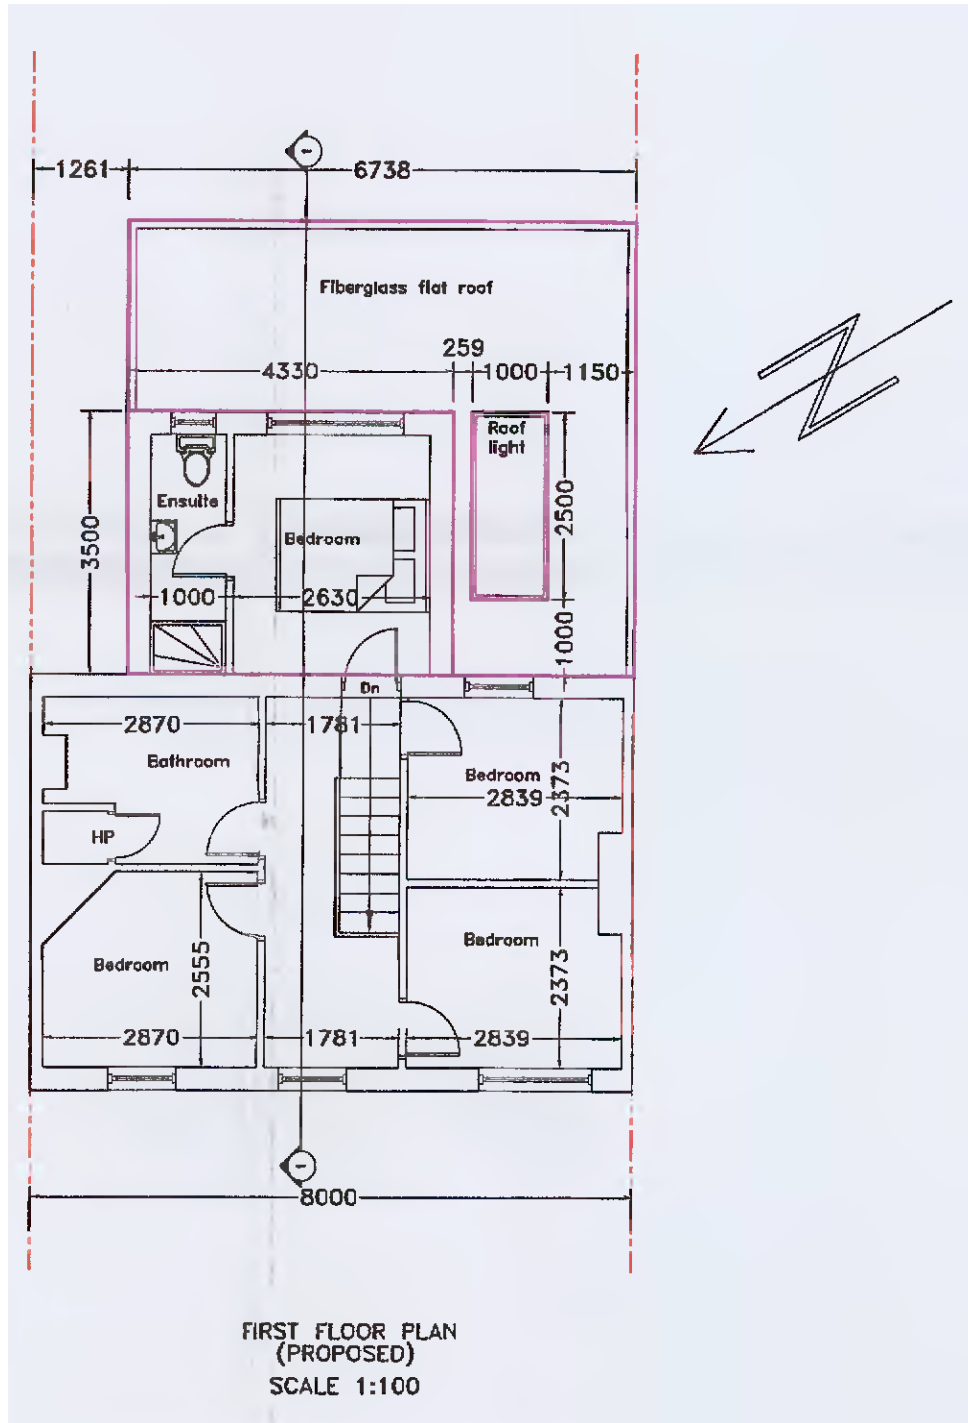 1
1261
6738
Fiberglass flat roof
259
4330
1000
1150
Roof
light
Ensuite
Bedroom
3500
2500
1000
2630
1000
Dn
2870
1781
Bathroom
Bedroom
2839
2373
HP
Bedroom
2555
Bedroom
2373
2870
1781
2839
1
8000
FIRST FLOOR PLAN
(PROPOSED)
SCALE 1:100
N